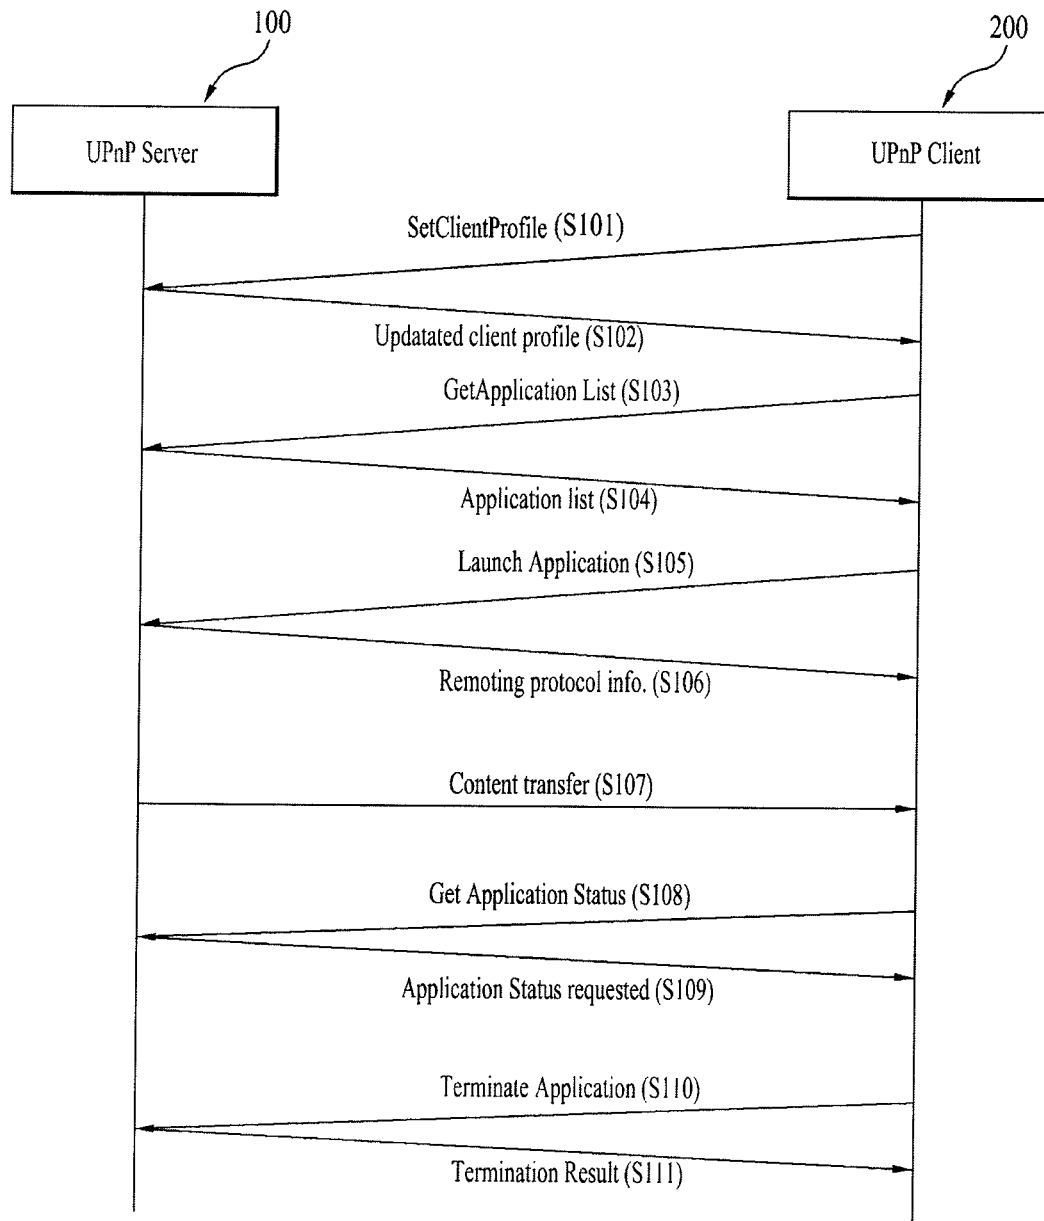 100
200
UPnP Server
UPnP Client
SetClientProfile (S101)
Updatated client profile (S102)
GetApplication List (S103)
Application list (S104)
Launch Application (S105)
Remoting protocol info. (S106)
Content transfer (S107)
Get Application Status (S108)
Application Status requested (S109)
Terminate Application (S110)
Termination Result (S111)